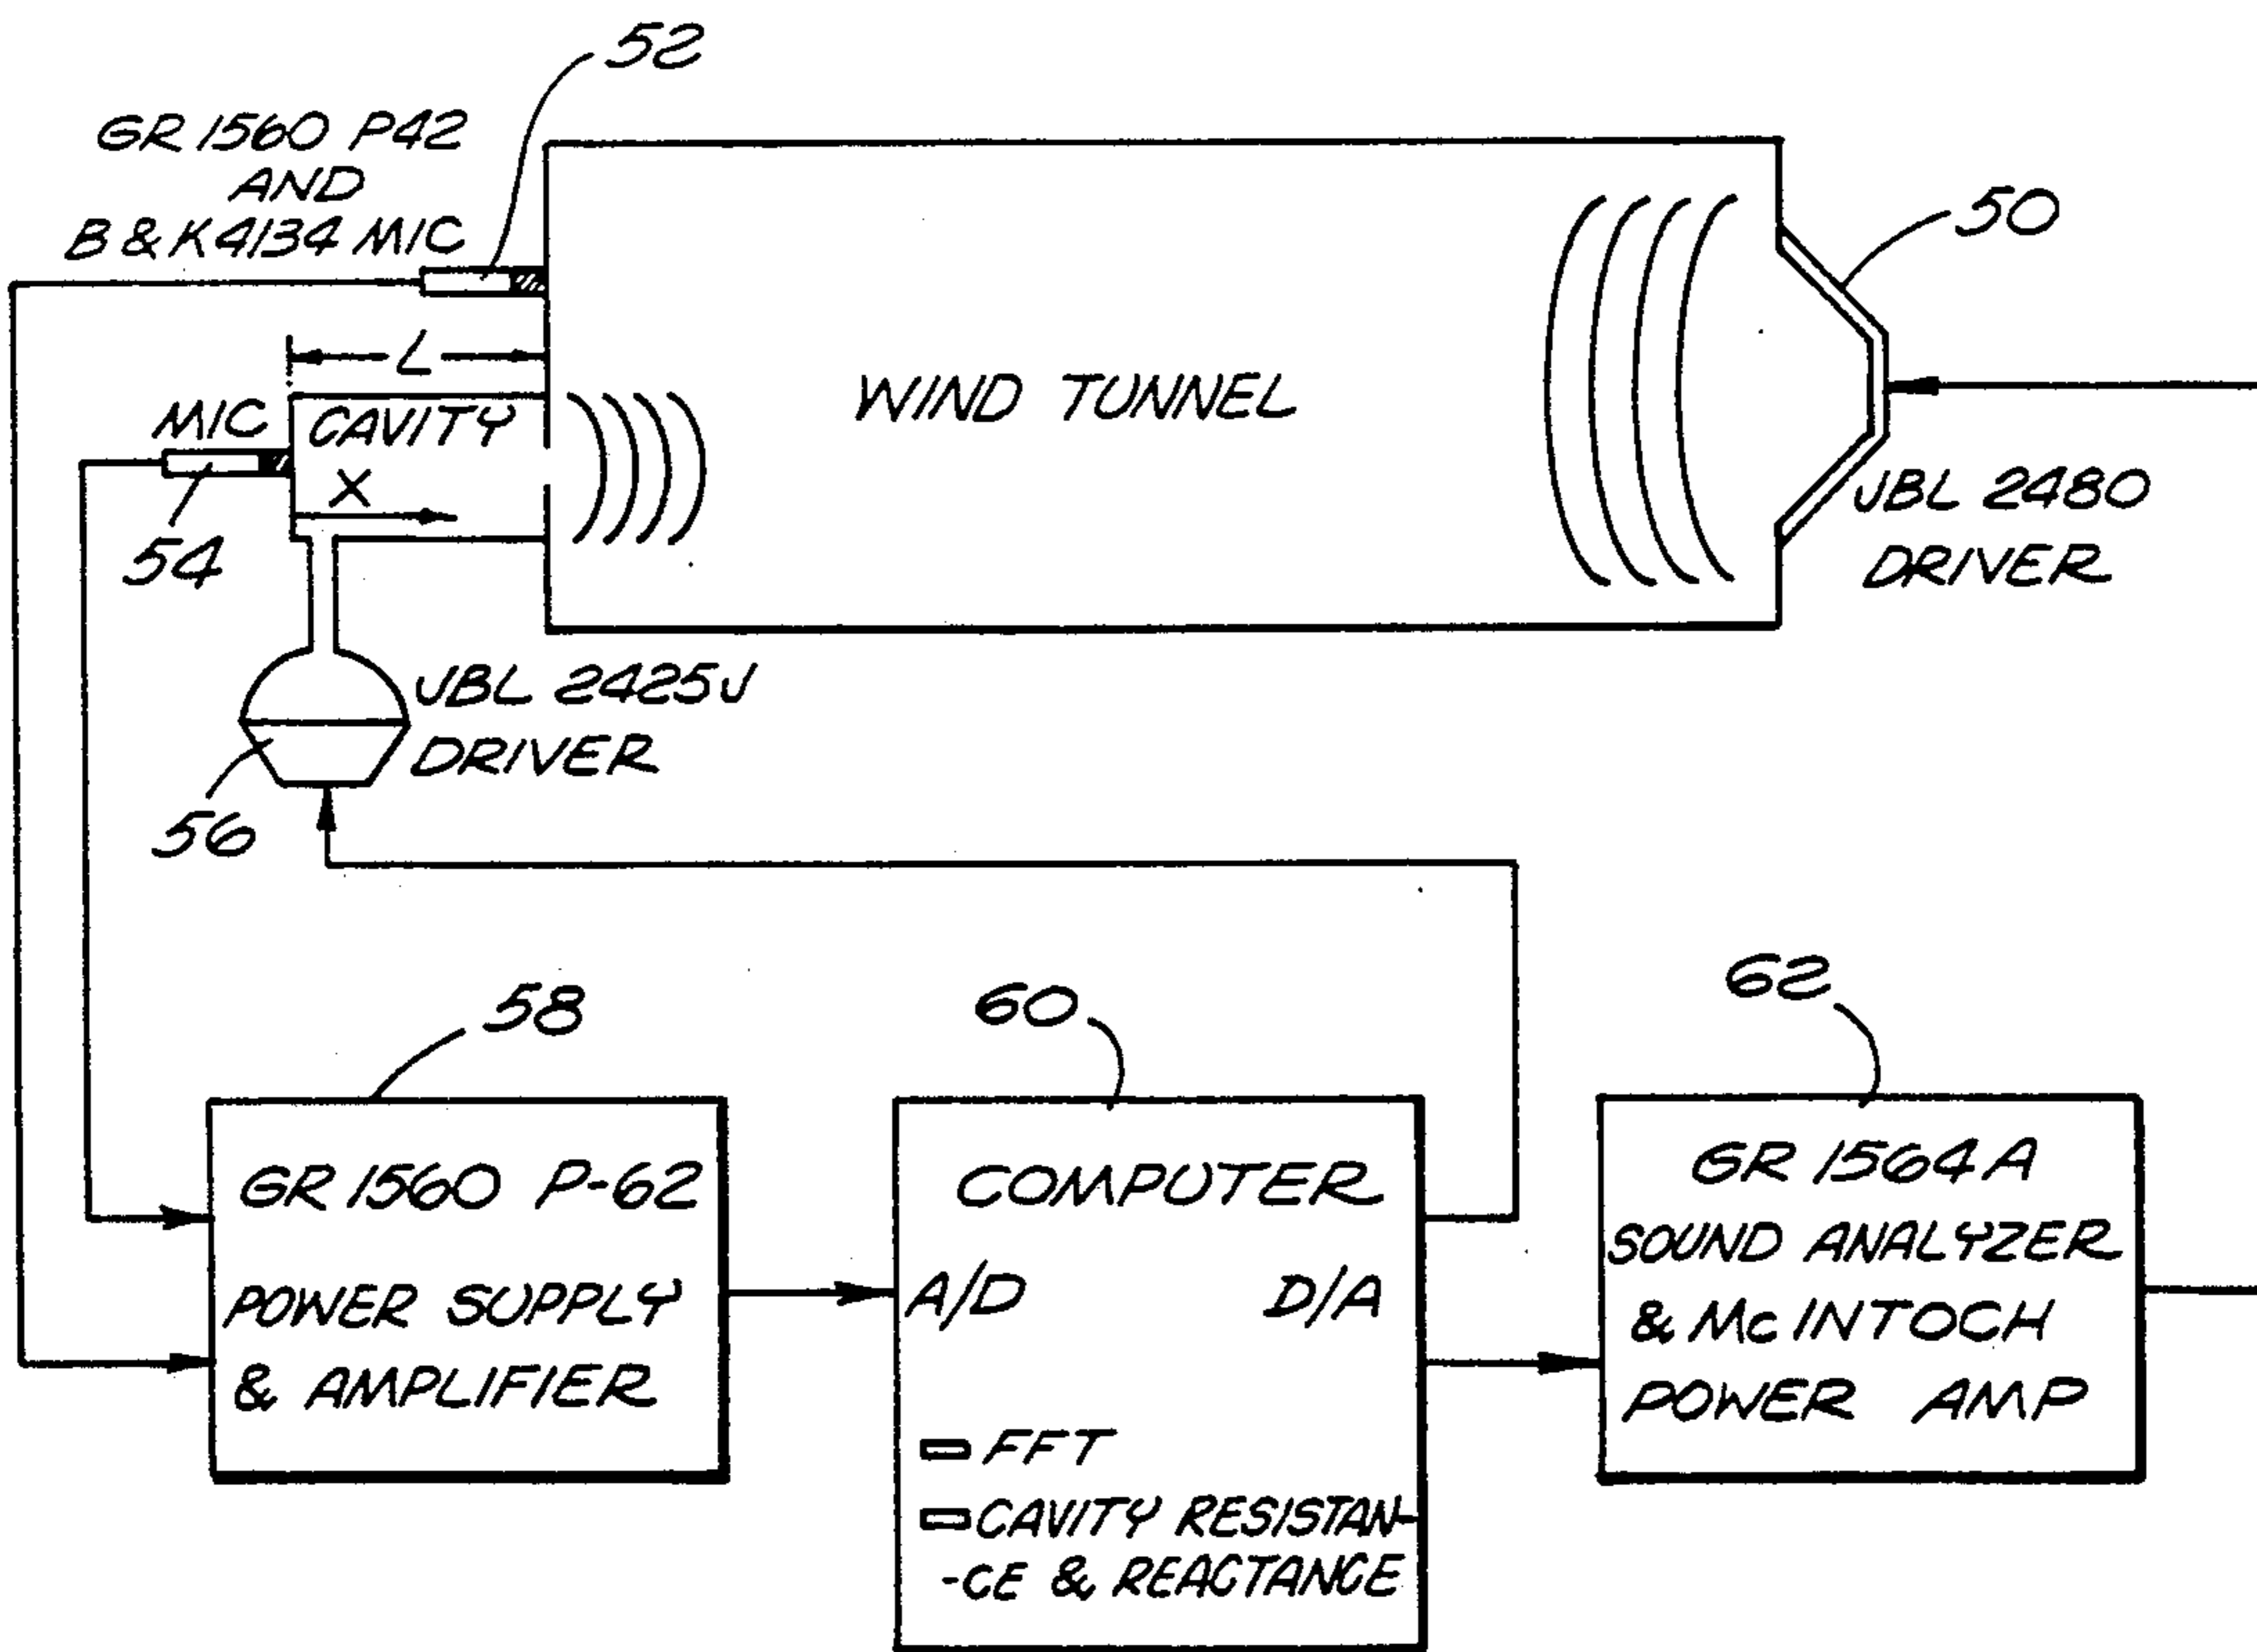 52
GR 1560 P42
AND
B & K 4134 MIC
50
L
MIC
CAVITY
X
WIND TUNNEL
54
JBL 2480
DRIVER
JBL 2425J
DRIVER
56
58
60
62
GR 1560 P-62
POWER SUPPLY
& AMPLIFIER
COMPUTER
A/D D/A
FFT
CAVITY RESISTAN-
-CE & REACTANCE
GR 1564A
SOUND ANALYZER
& Mc INTOCH
POWER AMP